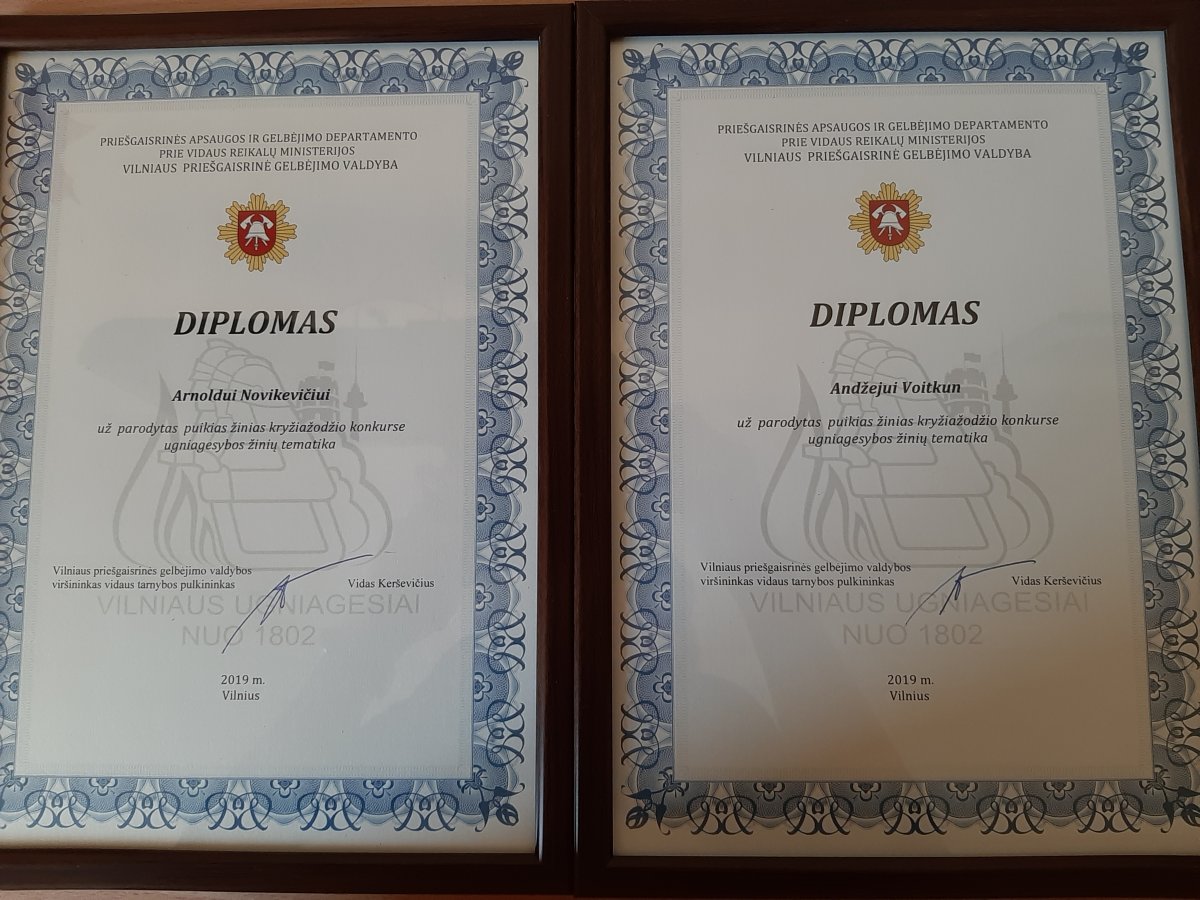 PRIEŠGAISRINĖS APSAUGOS IR GELBĖJIMO DEPARTAMENTO
PRIE VIDAUS REIKALŲ MINISTERIJOS
VILNIAUS PRIEŠGAISRINĖ GELBĖJIMO VALDYBA
DIPLOMAS
Arnoldui Novikevičiui
už parodytas puikias žinias kryžiažodžio konkurse
ugniagesybos žinių tematika
Vilniaus priešgaisrinės gelbėjimo valdybos
viršininkas vidaus tarnybos pulkininkas
Vidas Kerševičius
VILNIAUS UGNIAGESIAI
NUO 1802
2019 m.
Vilnius
PRIEŠGAISRINĖS APSAUGOS IR GELBĖJIMO DEPARTAMENTO
PRIE VIDAUS REIKALŲ MINISTERIJOS
VILNIAUS PRIEŠGAISRINĖ GELBĖJIMO VALDYBA
DIPLOMAS
Andžejui Voitkun
už parodytas puikias žinias kryžiažodžio konkurse
ugniagesybos žinių tematika
Vilniaus priešgaisrinės gelbėjimo valdybos
viršininkas vidaus tarnybos pulkininkas
Vidas Kerševičius
VILNIAUS UGNIAGESIAI
NUO 1802
2019 m.
Vilnius